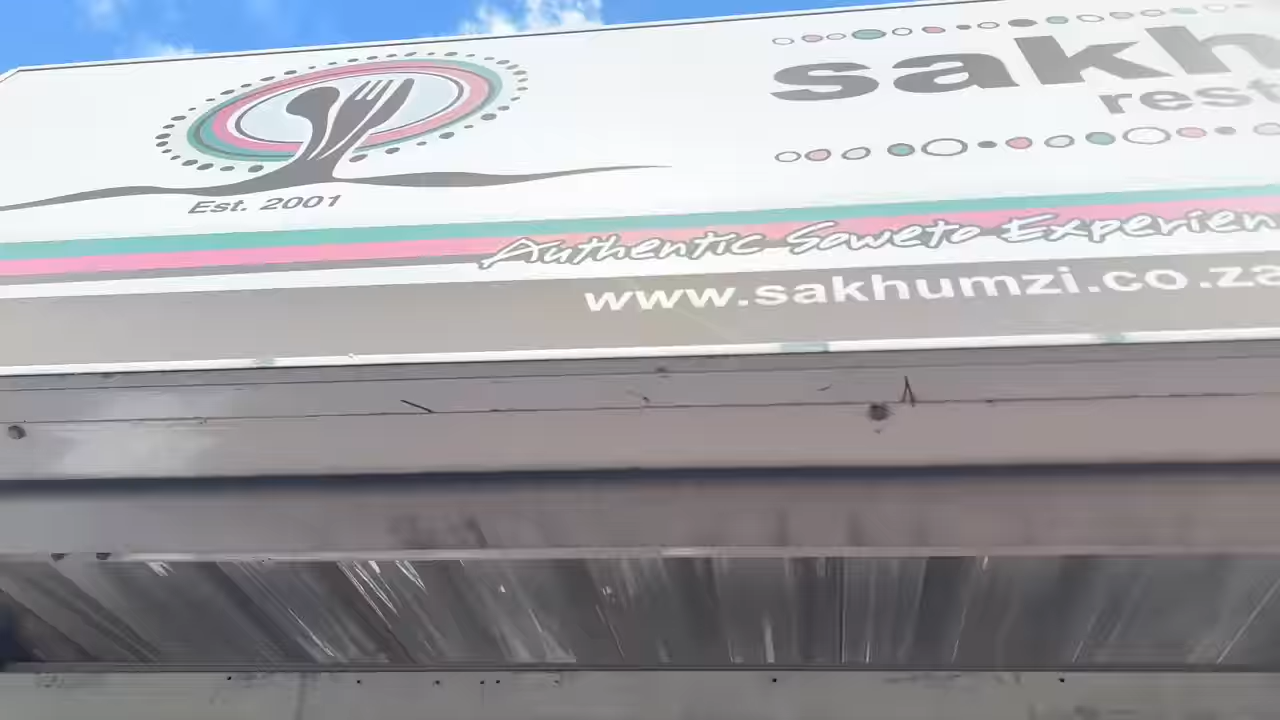 sakh
rest
Est. 2001
Authentic Soweto Experien
www.sakhumzi.co.za